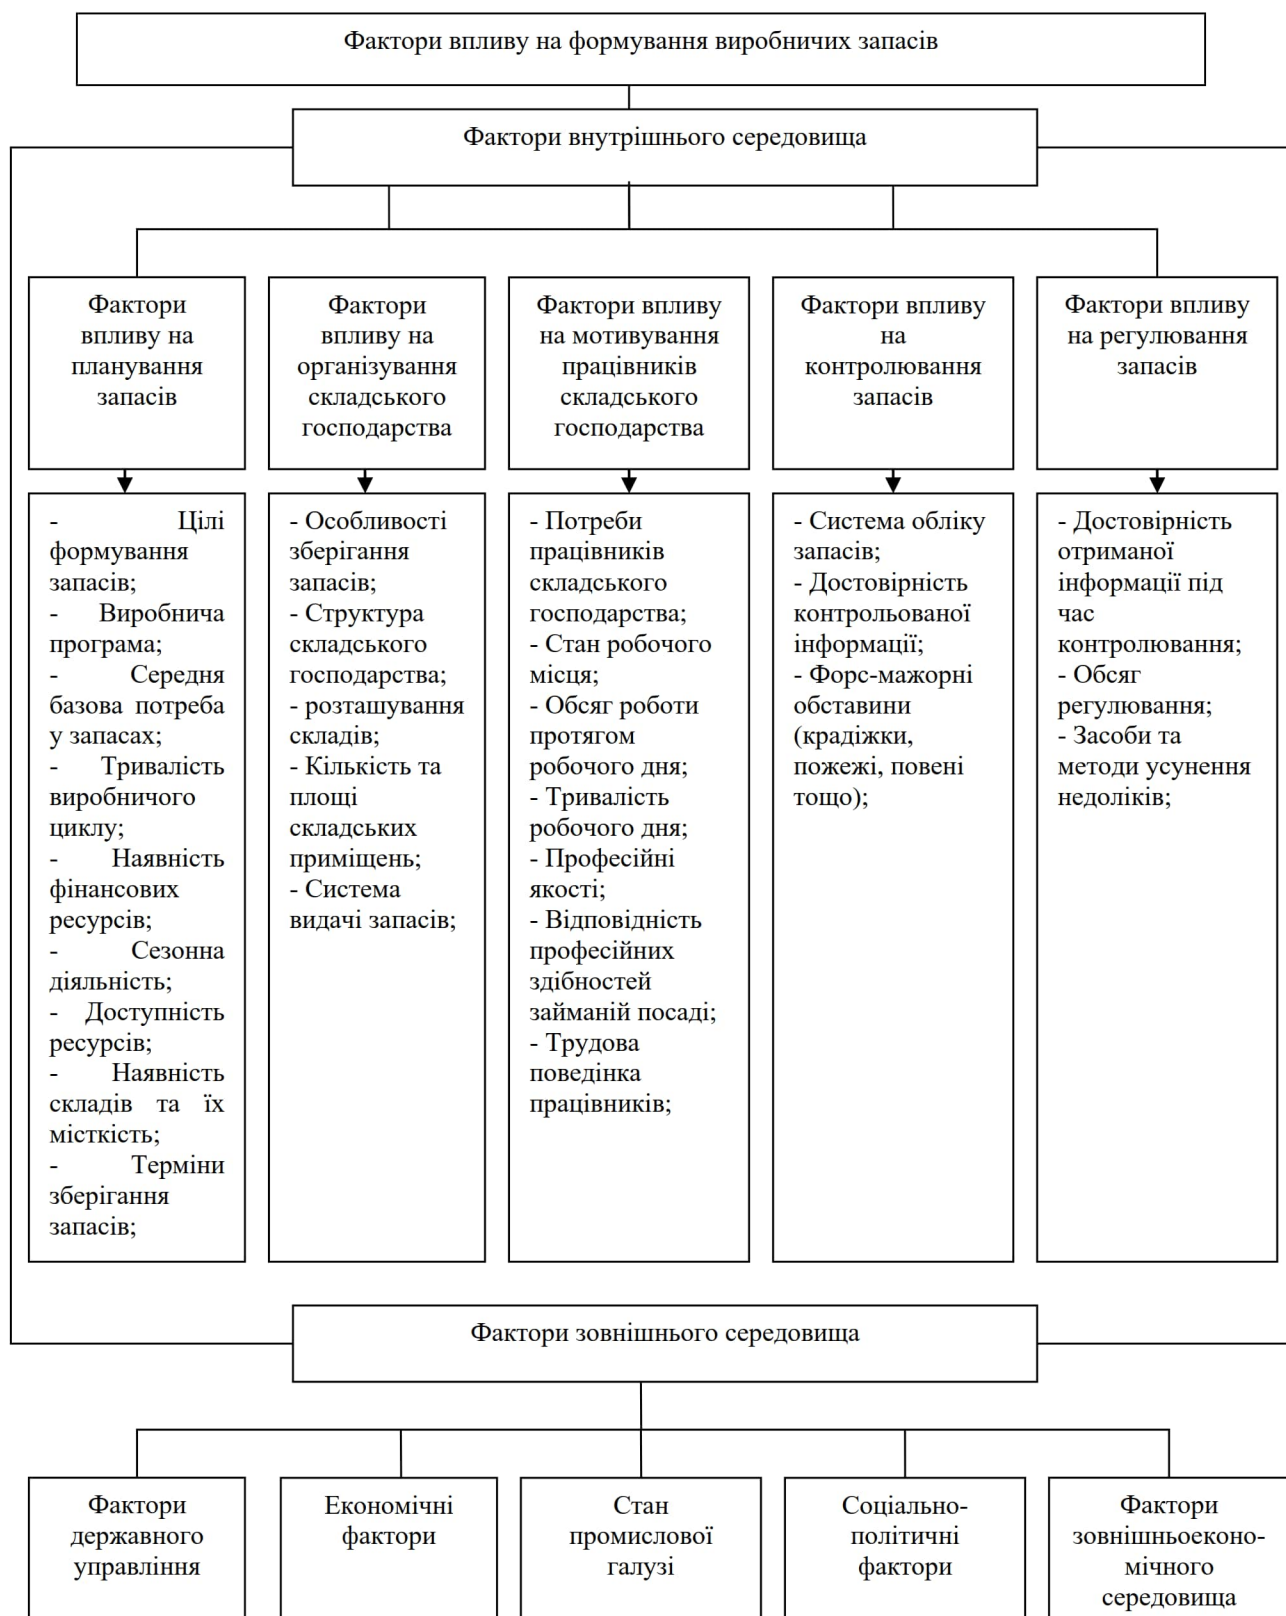 Фактори впливу на формування виробничих запасів
Фактори внутрішнього середовища
Фактори
впливу на
планування
запасів
Фактори
впливу на
організування
складського
господарства
Фактори впливу
на мотивування
працівників
складського
господарства
Фактори впливу
на
контролювання
запасів
Фактори впливу
на регулювання
запасів
- Цілі
формування
запасів;
- Виробнича
програма;
- Середня
базова потреба
у запасах;
- Тривалість
виробничого
циклу;
- Наявність
фінансових
ресурсів;
- Сезонна
діяльність;
- Доступність
ресурсів;
- Наявність
складів та їх
місткість;
- Терміни
зберігання
запасів;
- Особливості
зберігання
запасів;
- Структура
складського
господарства;
- розташування
складів;
- Кількість та
площі
складських
приміщень;
- Система
видачі запасів;
- Потреби
працівників
складського
господарства;
- Стан робочого
місця;
- Обсяг роботи
протягом
робочого дня;
- Тривалість
робочого дня;
- Професійні
якості;
- Відповідність
професійних
здібностей
займаній посаді;
- Трудова
поведінка
працівників;
- Система обліку
запасів;
- Достовірність
контрольованої
інформації;
- Форс-мажорні
обставини
(крадіжки,
пожежі, повені
тощо);
- Достовірність
отриманої
інформації під
час
контролювання;
- Обсяг
регулювання;
- Засоби та
методи усунення
недоліків;
Фактори зовнішнього середовища
Фактори
державного
управління
Економічні
фактори
Стан
промислової
галузі
Соціально-
політичні
фактори
Фактори
зовнішньоеконо-
мічного
середовища